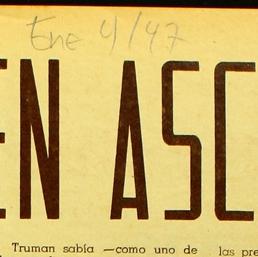 Ene 4/47
EN ASC
Truman sabía —como uno de
las pre